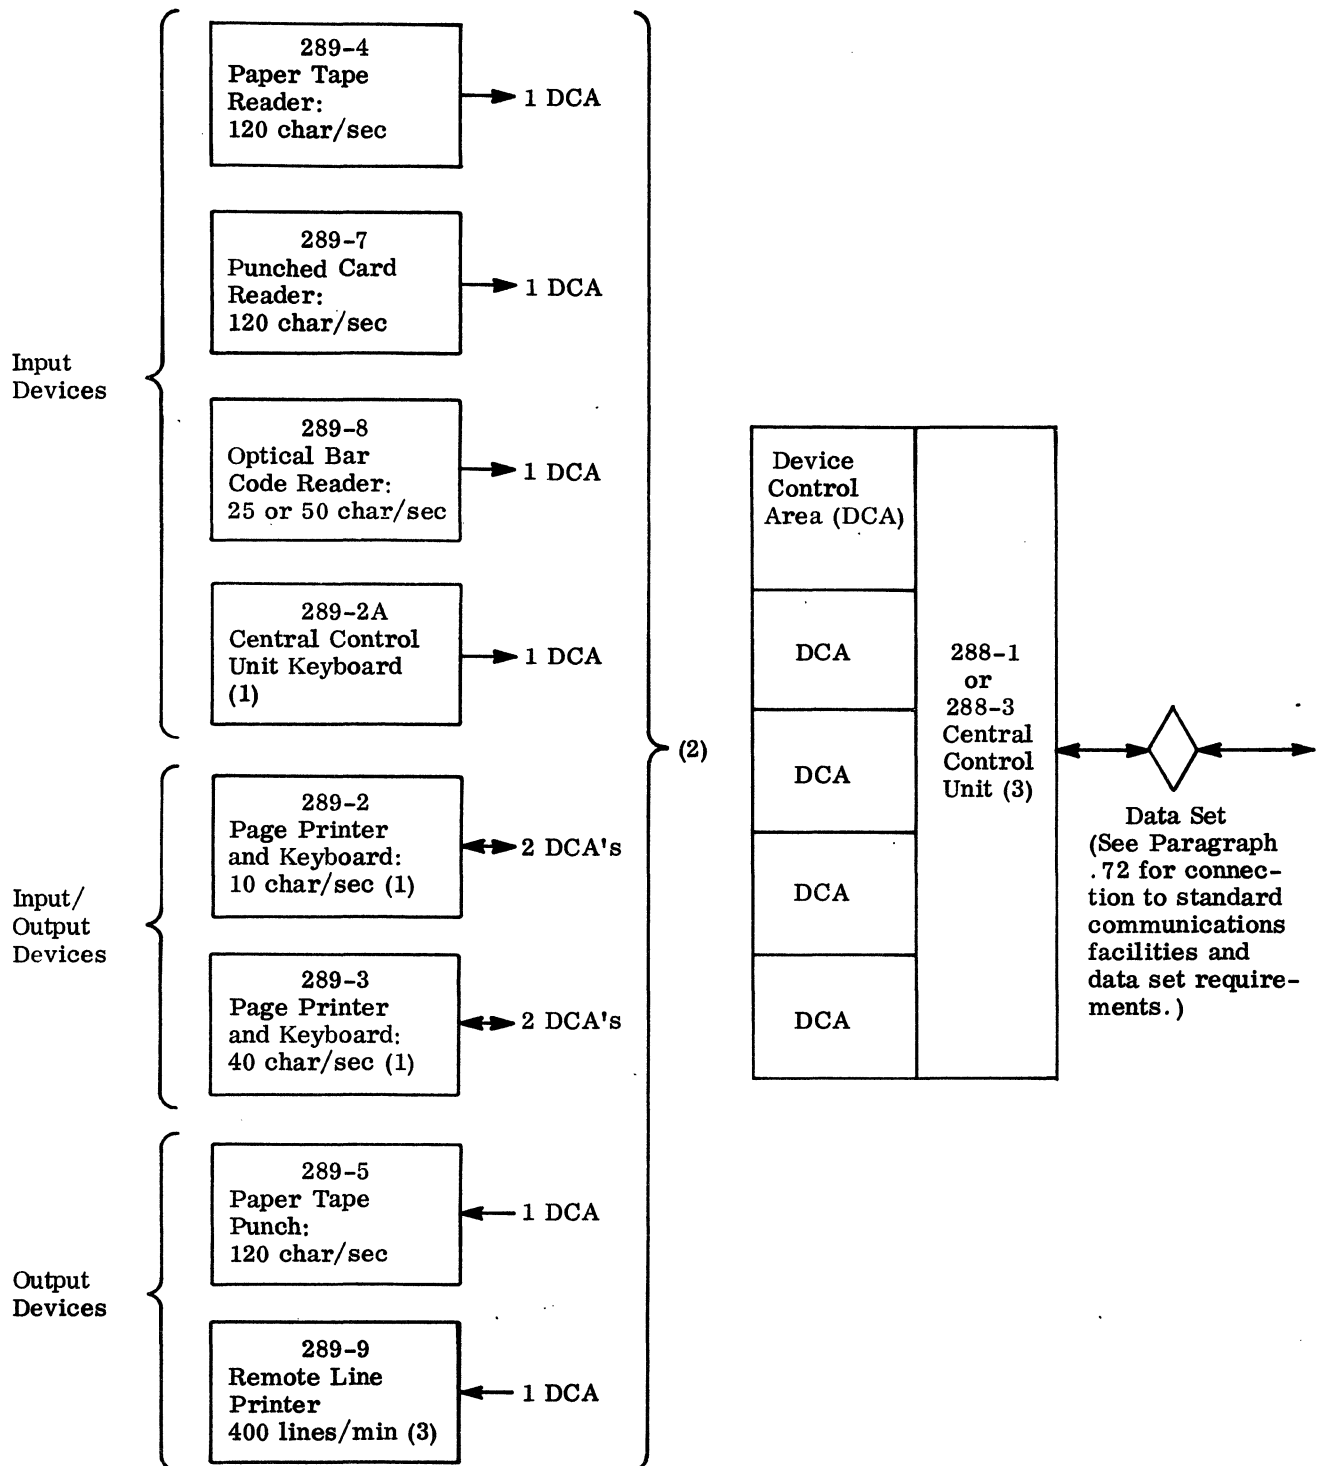 Input
Devices
289-4
Paper Tape
Reader:
120 char/sec
1 DCA
289-7
Punched Card
Reader:
120 char/sec
1 DCA
289-8
Optical Bar
Code Reader:
25 or 50 char/sec
1 DCA
289-2A
Central Control
Unit Keyboard
(1)
1 DCA
Input/
Output
Devices
289-2
Page Printer
and Keyboard:
10 char/sec (1)
2 DCA's
289-3
Page Printer
and Keyboard:
40 char/sec (1)
2 DCA's
Output
Devices
289-5
Paper Tape
Punch:
120 char/sec
1 DCA
289-9
Remote Line
Printer
400 lines/min (3)
1 DCA
(2)
Device
Control
Area (DCA)
DCA
DCA
DCA
DCA
288-1
or
288-3
Central
Control
Unit (3)
Data Set
(See Paragraph
.72 for connec-
tion to standard
communications
facilities and
data set require-
ments.)